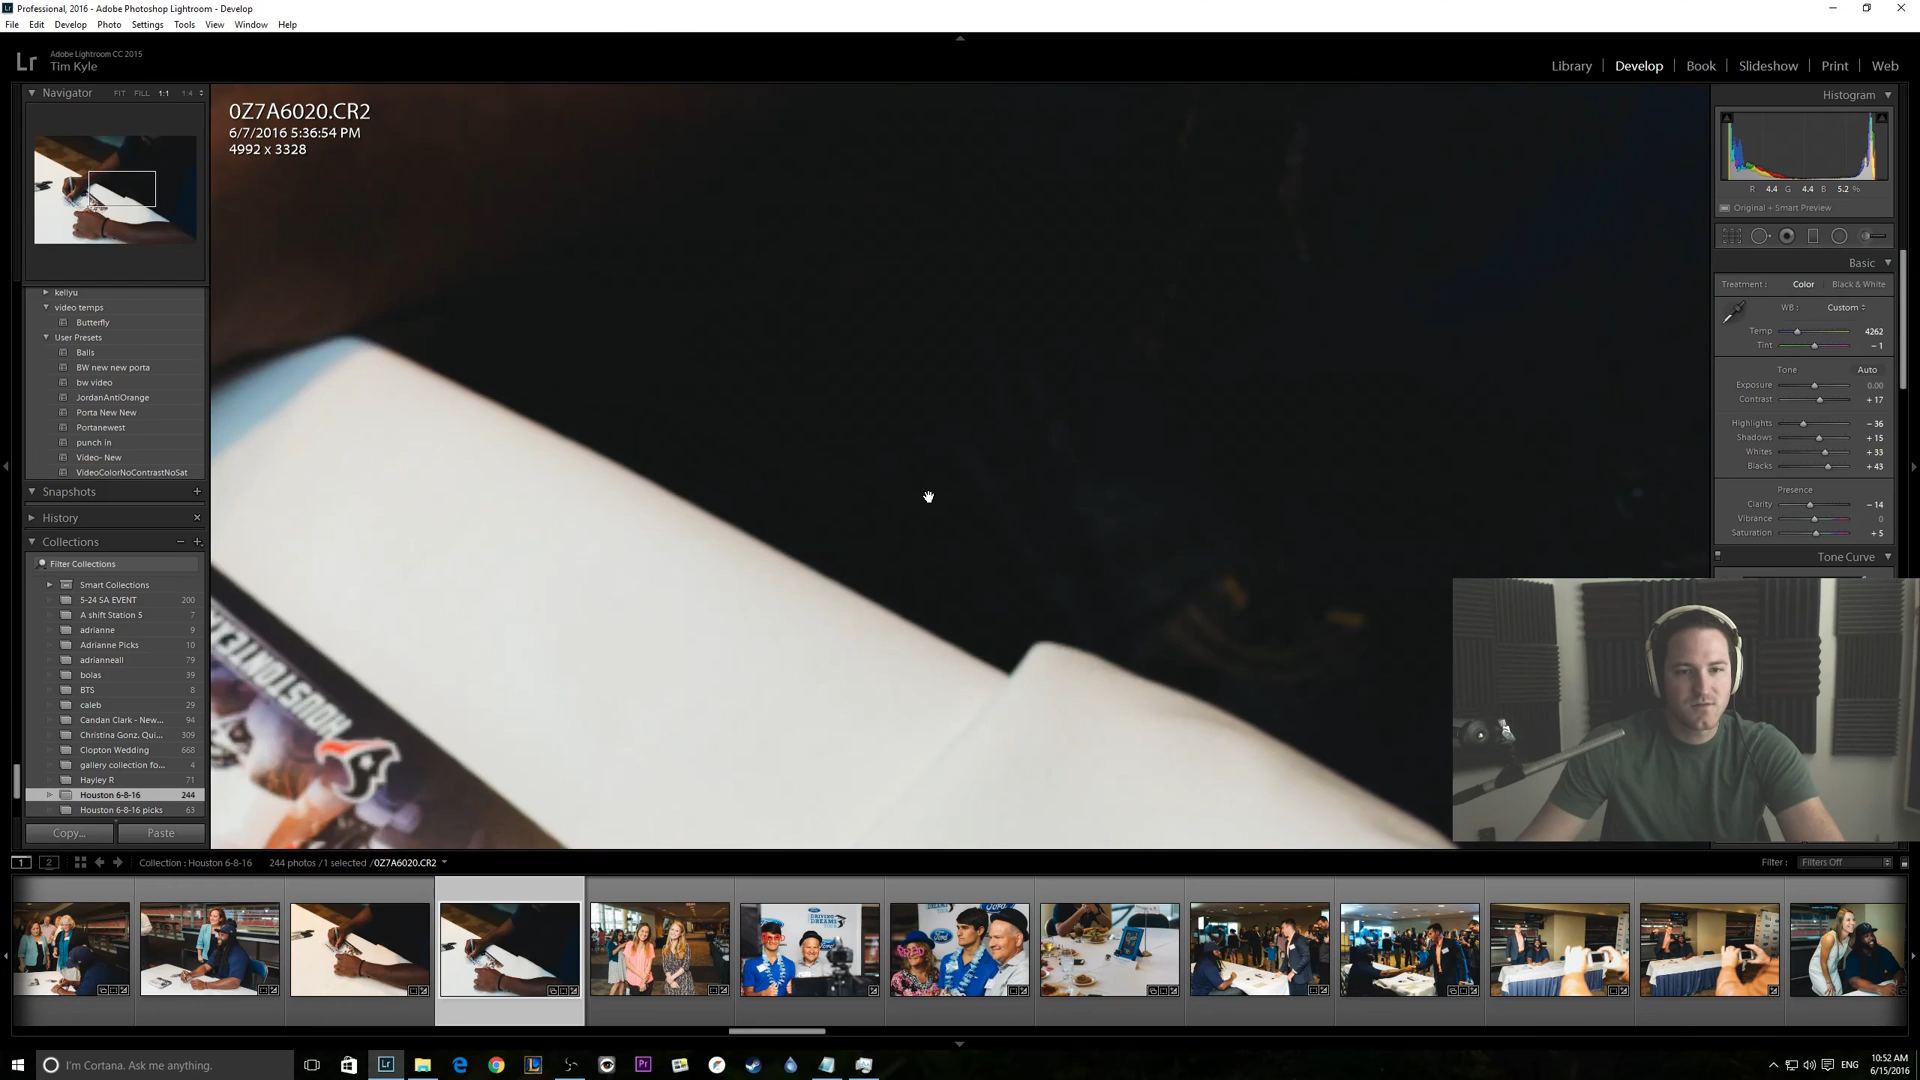 Professional, 2016 - Adobe Photoshop Lightroom - Develop
File Edit Develop Photo Settings Tools View Window Help
Lr
Adobe Lightroom CC 2015
Tim Kyle
Library | Develop | Book | Slideshow | Print | Web
Navigator FIT FILL 1:1 1:4
0Z7A6020.CR2
6/7/2016 5:36:54 PM
4992 x 3328
Histogram
R 4.4 G 4.4 B 5.2 %
Original + Smart Preview
Basic
Treatment : Color Black & White
WB : Custom
Temp 4262
Tint - 1
Tone Auto
Exposure 0.00
Contrast + 17
Highlights - 36
Shadows + 15
Whites + 33
Blacks + 43
Presence
Clarity - 14
Vibrance 0
Saturation + 5
Tone Curve
kellyu
video temps
Butterfly
User Presets
Balls
BW new new porta
bw video
JordanAntiOrange
Porta New New
Portanewest
punch in
Video- New
VideoColorNoContrastNoSat
Snapshots
History
Collections
Filter Collections
Smart Collections
5-24 SA EVENT 200
A shift Station 5 7
adrianne 9
Adrianne Picks 10
adrianneall 79
bolas 39
BTS 8
caleb 29
Candan Clark - New... 94
Christina Gonz. Qui... 309
Clopton Wedding 668
gallery collection fo... 4
Hayley R 71
Houston 6-8-16 244
Houston 6-8-16 picks 63
Copy... Paste
HOUSTONTEXA
1 2 Collection : Houston 6-8-16 244 photos /1 selected /0Z7A6020.CR2
Filter : Filters Off
DRIVING DREAMS
Ford
I'm Cortana. Ask me anything.
ENG
10:52 AM
6/15/2016